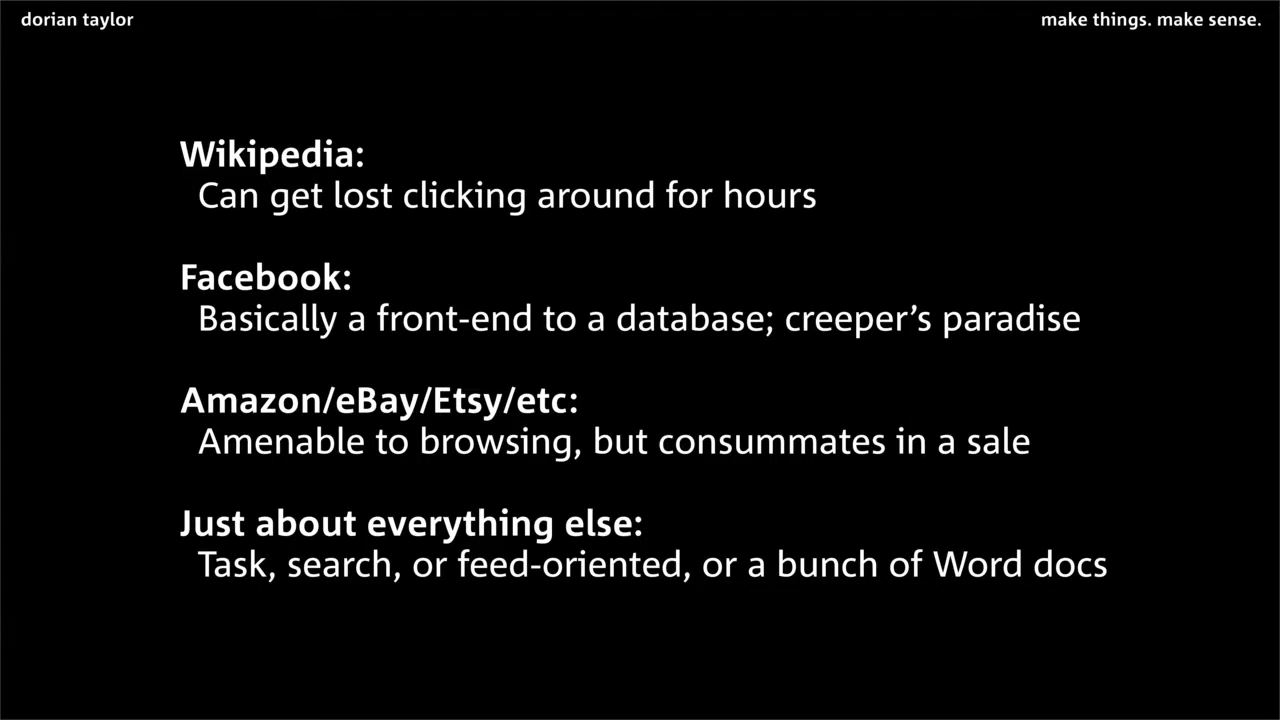 dorian taylor
make things. make sense.
Wikipedia:
Can get lost clicking around for hours
Facebook:
Basically a front-end to a database; creeper’s paradise
Amazon/eBay/Etsy/etc:
Amenable to browsing, but consummates in a sale
Just about everything else:
Task, search, or feed-oriented, or a bunch of Word docs